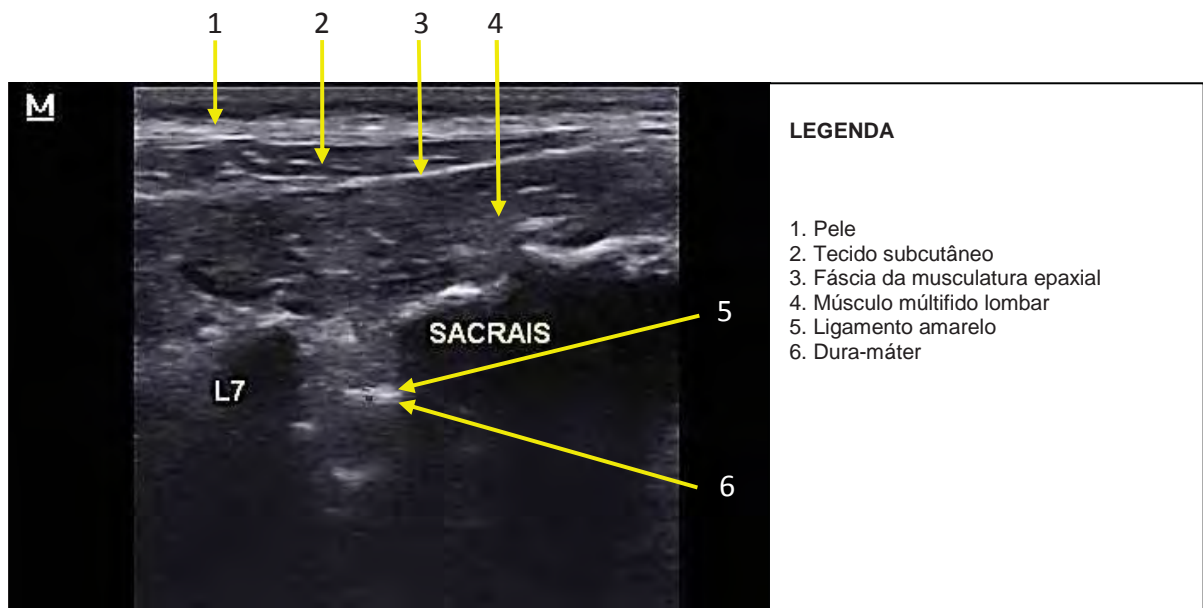 1
2
3
4
M
LEGENDA
1. Pele
2. Tecido subcutâneo
3. Fáscia da musculatura epaxial
4. Músculo múltifido lombar
5. Ligamento amarelo
6. Dura-máter
5
SACRAIS
L7
6